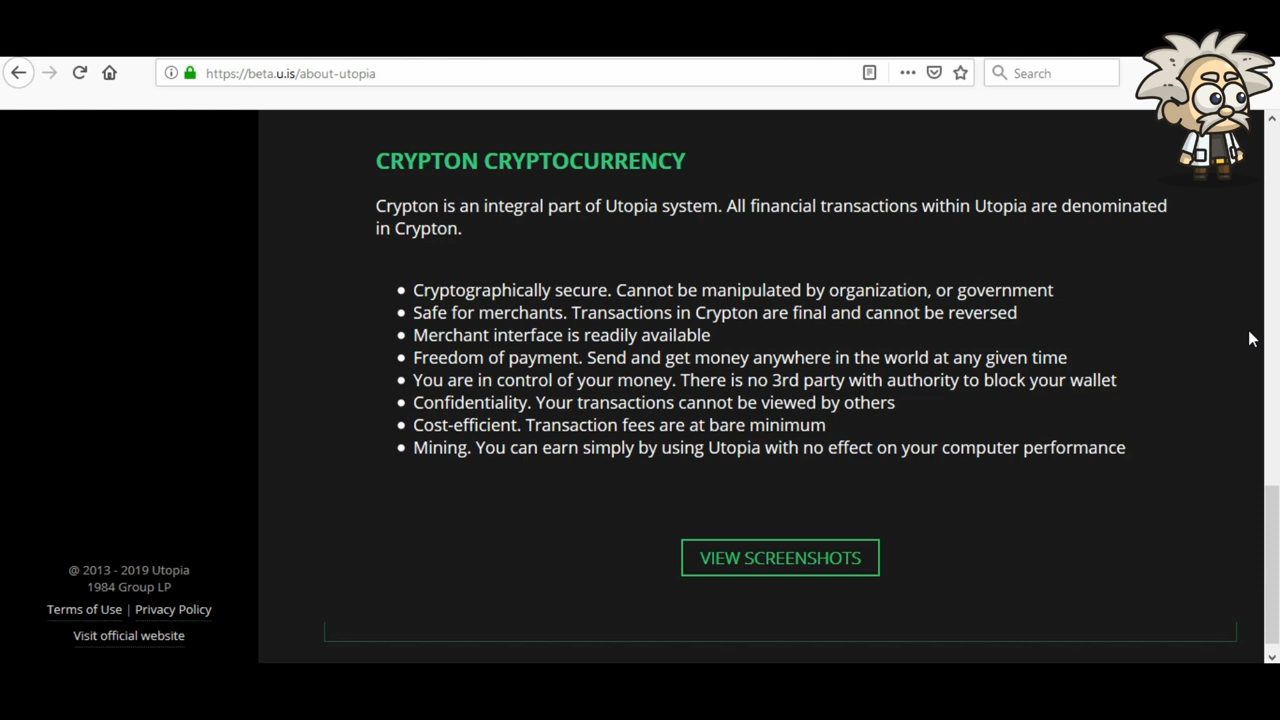 https://beta.u.is/about-utopia
Search
CRYPTON CRYPTOCURRENCY
Crypton is an integral part of Utopia system. All financial transactions within Utopia are denominated
in Crypton.
Cryptographically secure. Cannot be manipulated by organization, or government
Safe for merchants. Transactions in Crypton are final and cannot be reversed
Merchant interface is readily available
Freedom of payment. Send and get money anywhere in the world at any given time
You are in control of your money. There is no 3rd party with authority to block your wallet
Confidentiality. Your transactions cannot be viewed by others
Cost-efficient. Transaction fees are at bare minimum
Mining. You can earn simply by using Utopia with no effect on your computer performance
VIEW SCREENSHOTS
@ 2013 - 2019 Utopia
1984 Group LP
Terms of Use | Privacy Policy
Visit official website